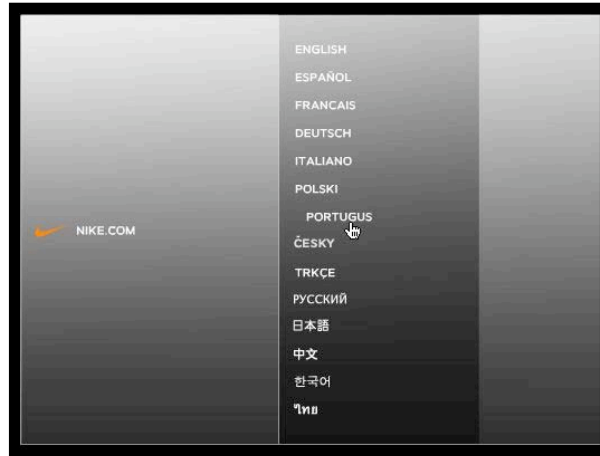 NIKE.COM
ENGLISH
ESPAÑOL
FRANCAIS
DEUTSCH
ITALIANO
POLSKI
PORTUGUS
ČESKY
TRKÇE
РУССКИЙ
日本語
中文
한국어
ไทย